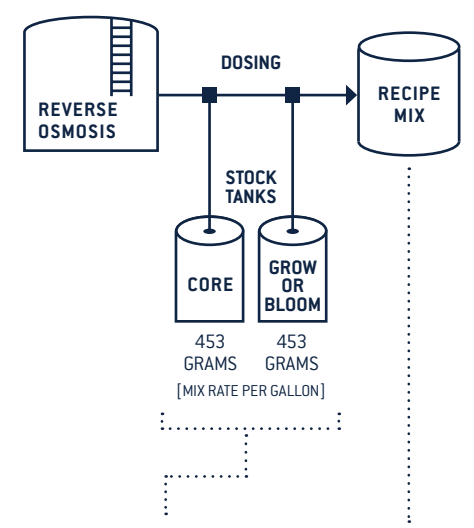 DOSING
REVERSE
OSMOSIS
RECIPE
MIX
STOCK
TANKS
CORE
GROW
OR
BLOOM
453
GRAMS
453
GRAMS
[MIX RATE PER GALLON]